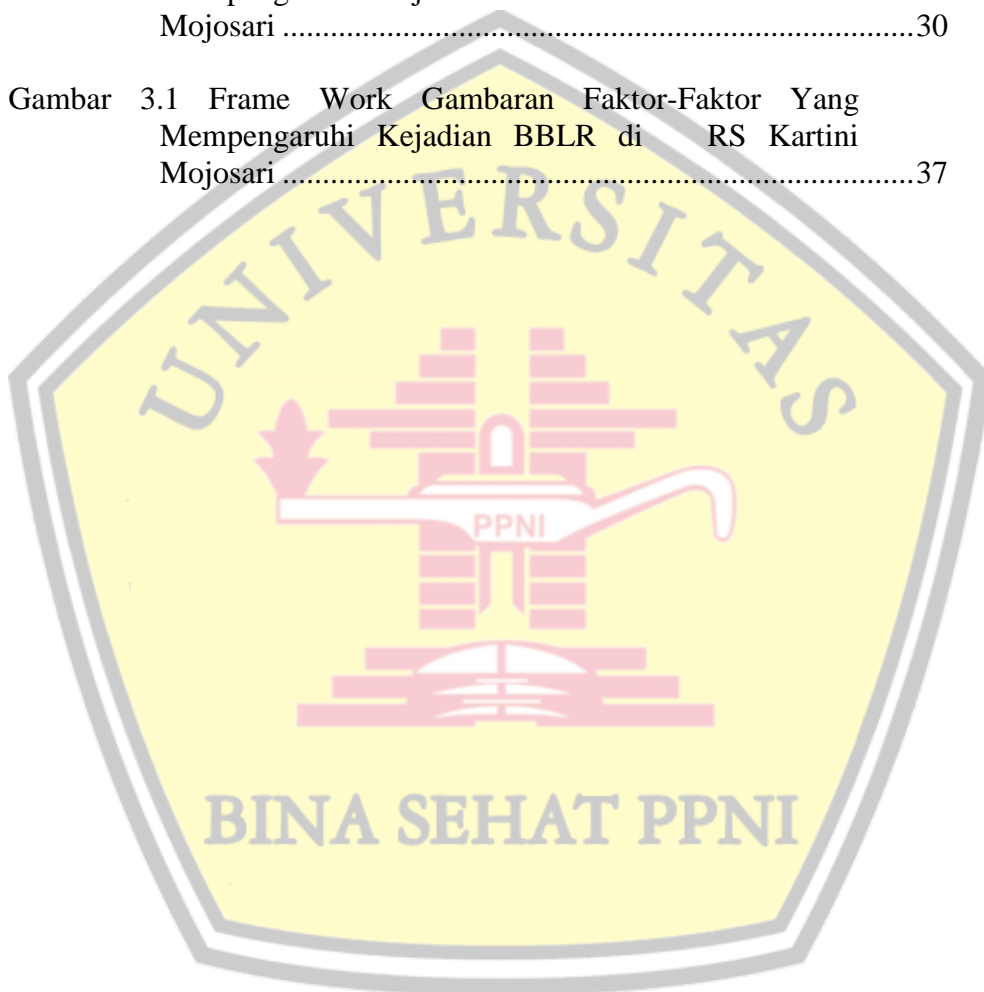 Mojosari ................................................................................30
Gambar 3.1 Frame Work Gambaran Faktor-Faktor Yang
Mempengaruhi Kejadian BBLR di RS Kartini
Mojosari ................................................................................37
UNIVERSITAS
PPNI
BINA SEHAT PPNI